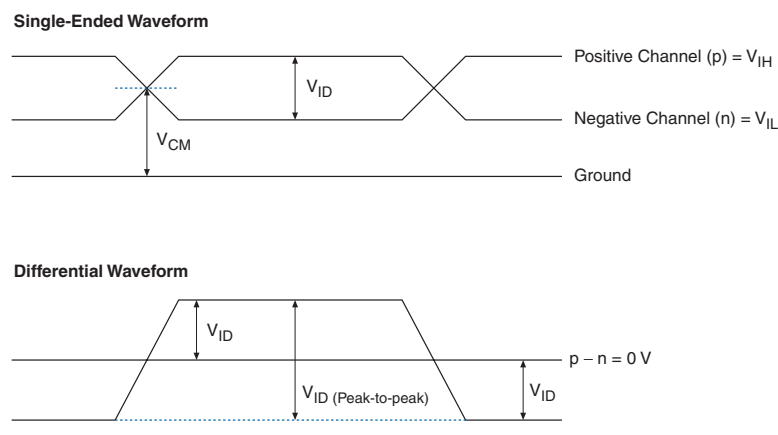 Single-Ended Waveform
Positive Channel (p) = VIH
VID
Negative Channel (n) = VIL
VCM
Ground
Differential Waveform
VID
p – n = 0 V
VID (Peak-to-peak)
VID